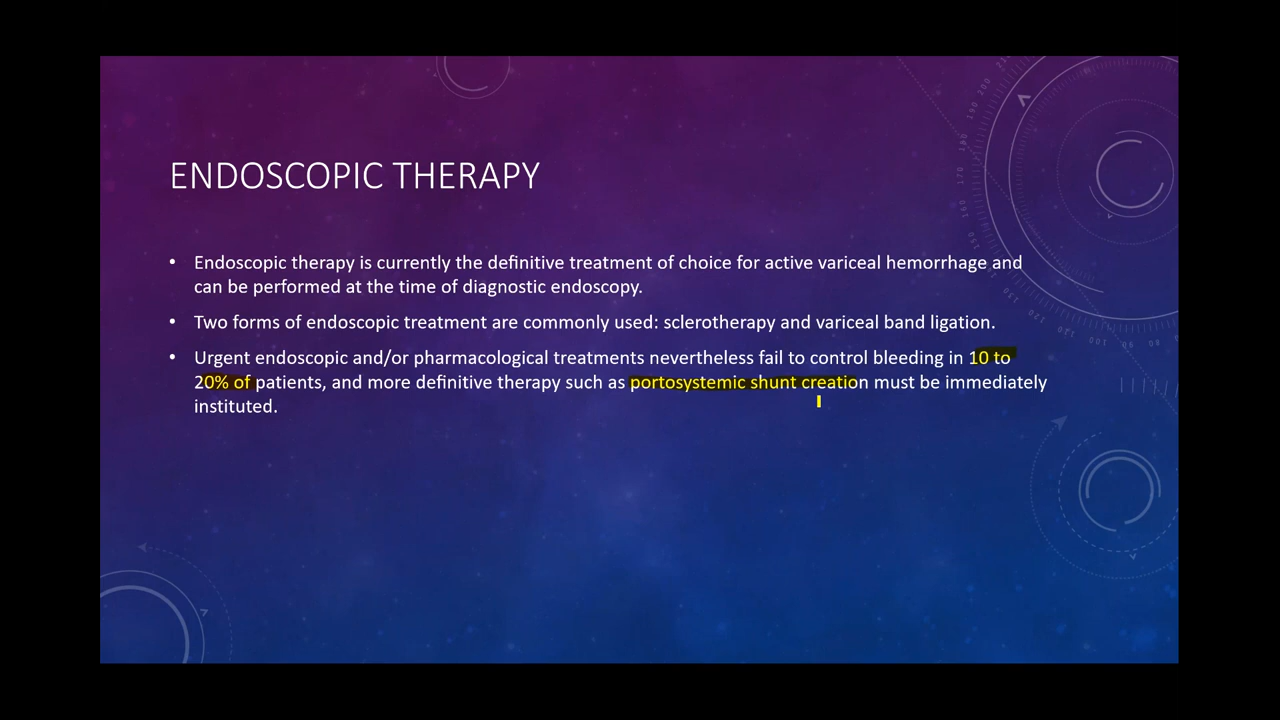 ENDOSCOPIC THERAPY
• Endoscopic therapy is currently the definitive treatment of choice for active variceal hemorrhage and
can be performed at the time of diagnostic endoscopy.
• Two forms of endoscopic treatment are commonly used: sclerotherapy and variceal band ligation.
• Urgent endoscopic and/or pharmacological treatments nevertheless fail to control bleeding in 10 to
20% of patients, and more definitive therapy such as portosystemic shunt creation must be immediately
instituted.